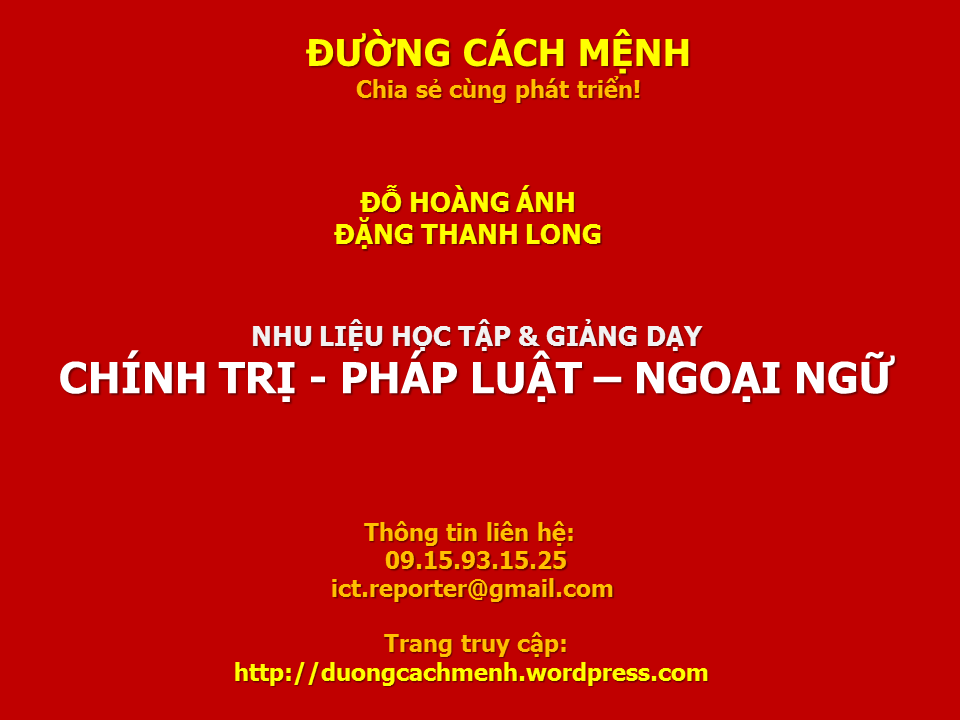 ĐƯỜNG CÁCH MỆNH
Chia sẻ cùng phát triển!
ĐỖ HOÀNG ÁNH
ĐẶNG THANH LONG
NHU LIỆU HỌC TẬP & GIẢNG DẠY
CHÍNH TRỊ - PHÁP LUẬT – NGOẠI NGỮ
Thông tin liên hệ:
09.15.93.15.25
ict.reporter@gmail.com
Trang truy cập:
http://duongcachmenh.wordpress.com